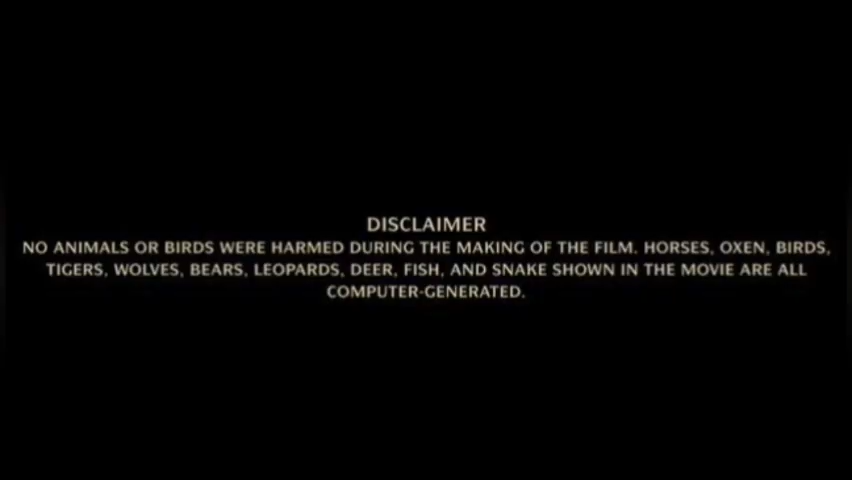 DISCLAIMER
NO ANIMALS OR BIRDS WERE HARMED DURING THE MAKING OF THE FILM. HORSES, OXEN, BIRDS,
TIGERS, WOLVES, BEARS, LEOPARDS, DEER, FISH, AND SNAKE SHOWN IN THE MOVIE ARE ALL
COMPUTER-GENERATED.